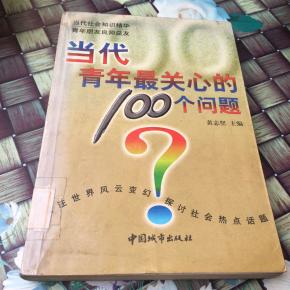 当代社会知识精华
青年朋友良师益友
当代
青年最关心的
100个问题
黄志坚 主编
?
注世界风云变幻 探讨社会热点话题
中国城市出版社